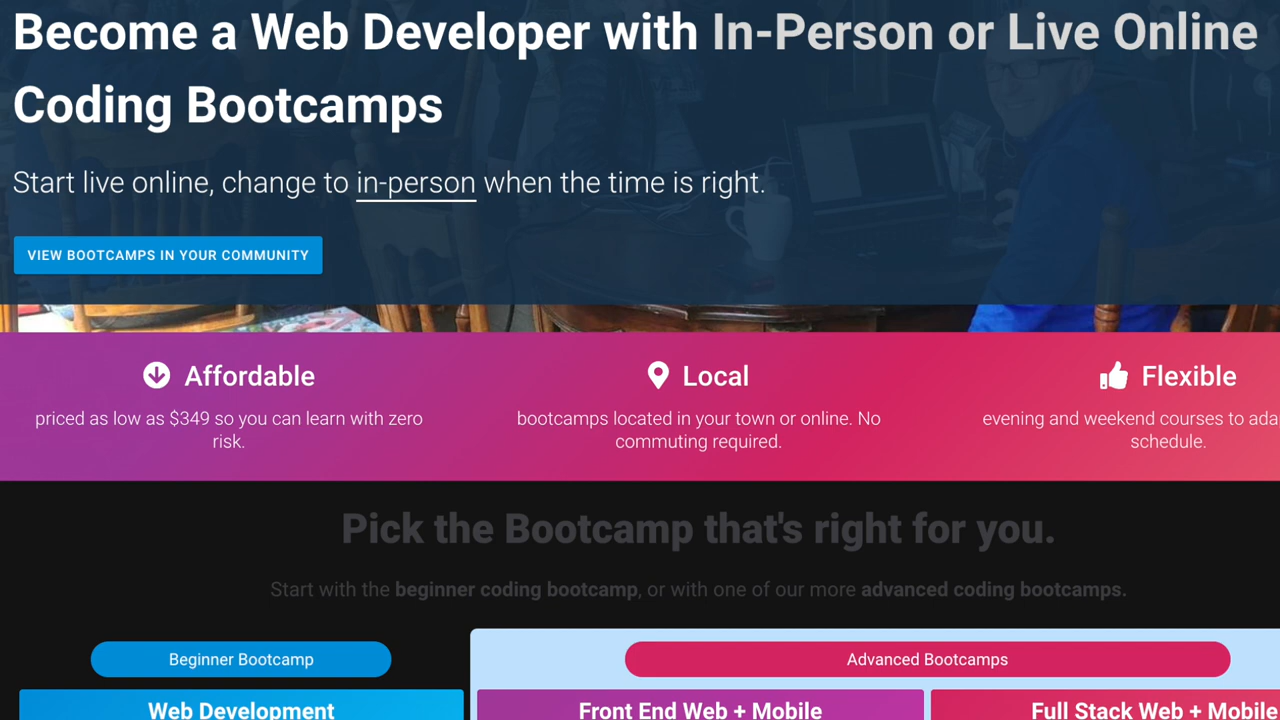 Become a Web Developer with In-Person or Live Online
Coding Bootcamps
Start live online, change to in-person when the time is right.
VIEW BOOTCAMPS IN YOUR COMMUNITY
Affordable
priced as low as $349 so you can learn with zero
risk.
Local
bootcamps located in your town or online. No
commuting required.
Flexible
evening and weekend courses to
schedule.
Pick the Bootcamp that's right for you.
Start with the beginner coding bootcamp, or with one of our more advanced coding bootcamps.
Beginner Bootcamp
Advanced Bootcamps
Web Development
Front End Web + Mobile
Full Stack Web + Mobile